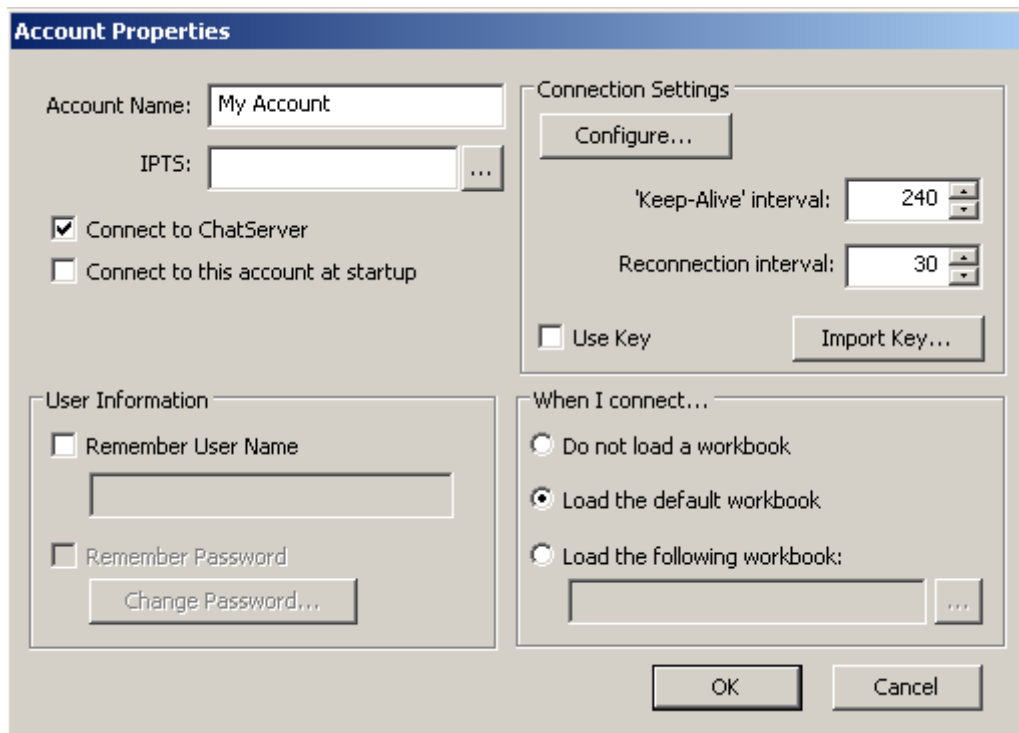 Account Properties
Account Name: My Account
IPTS: ...
Connect to ChatServer
Connect to this account at startup
Connection Settings
Configure...
'Keep-Alive' interval: 240
Reconnection interval: 30
Use Key Import Key...
User Information
Remember User Name
Remember Password
Change Password...
When I connect...
Do not load a workbook
Load the default workbook
Load the following workbook:
...
OK Cancel